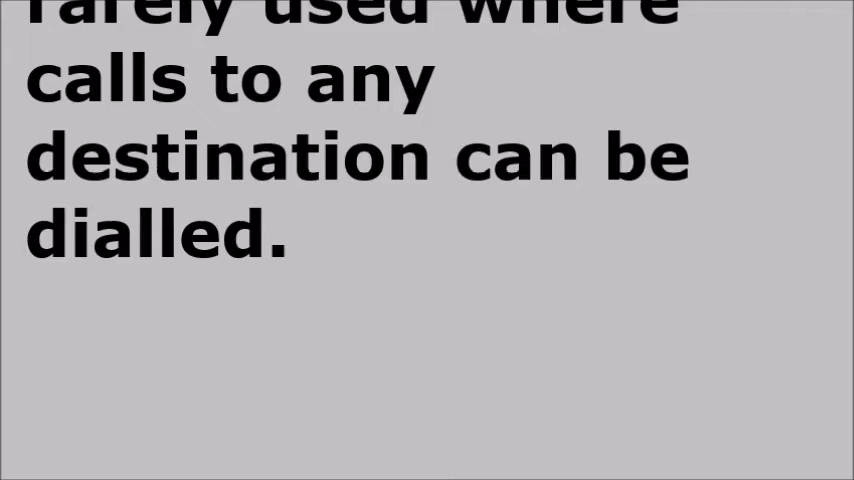 rarely used where
calls to any
destination can be
dialled.